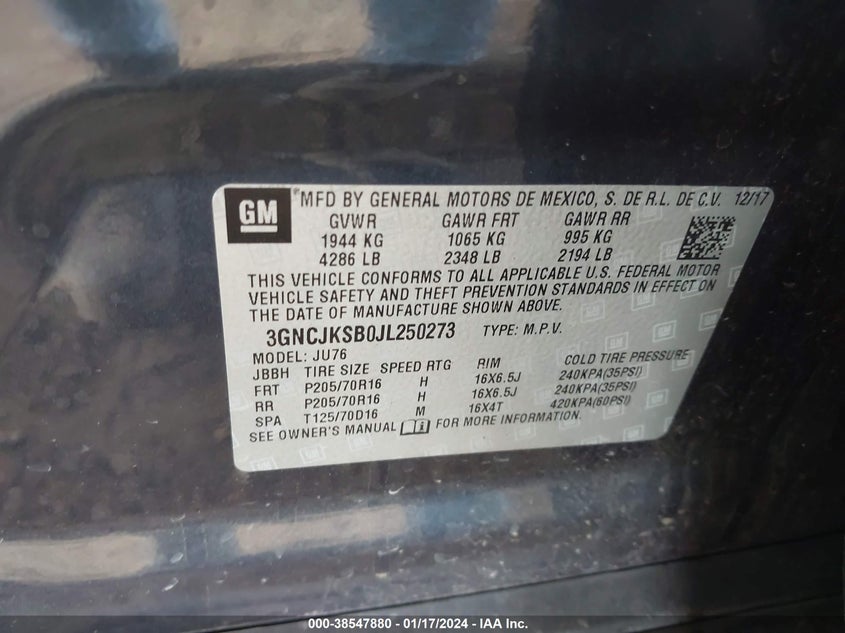 GM
*MFD BY GENERAL MOTORS DE MEXICO, S. DE R.L. DE C.V. 12/17
GVWR GAWR FRT GAWR RR
1944 KG 1065 KG 995 KG
4286 LB 2348 LB 2194 LB
THIS VEHICLE CONFORMS TO ALL APPLICABLE U.S. FEDERAL MOTOR
VEHICLE SAFETY AND THEFT PREVENTION STANDARDS IN EFFECT ON
THE DATE OF MANUFACTURE SHOWN ABOVE.
3GNCJKSB0JL250273 TYPE: M.P.V.
MODEL: JU76
JBBH TIRE SIZE SPEED RTG RIM COLD TIRE PRESSURE
FRT P205/70R16 H 16X6.5J 240KPA(35PSI)
RR P205/70R16 H 16X6.5J 240KPA(35PSI)
SPA T125/70D16 M 16X4T 420KPA(60PSI)
SEE OWNER'S MANUAL FOR MORE INFORMATION.
000-38547880 - 01/17/2024 - IAA Inc.